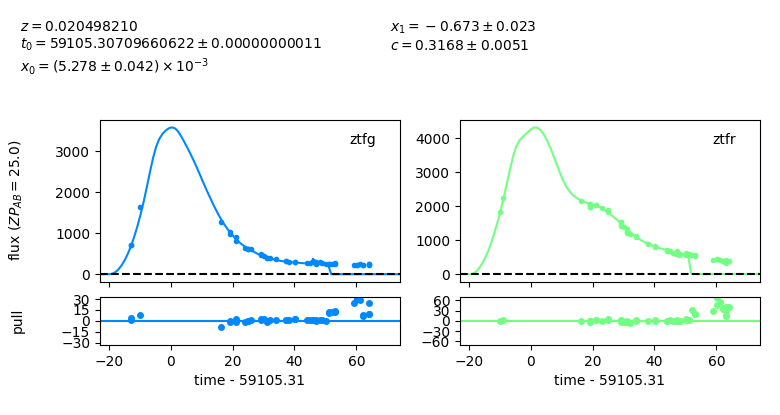 z = 0.020498210
t₀ = 59105.30709660622 ± 0.00000000011
x₀ = (5.278 ± 0.042) × 10⁻³
x₁ = −0.673 ± 0.023
c = 0.3168 ± 0.0051
flux (ZP_AB = 25.0)
3000
2000
1000
0
ztfg
4000
3000
2000
1000
0
ztfr
pull
30
15
0
−15
−30
−20
0
20
40
60
time - 59105.31
60
30
0
−30
−60
−20
0
20
40
60
time - 59105.31